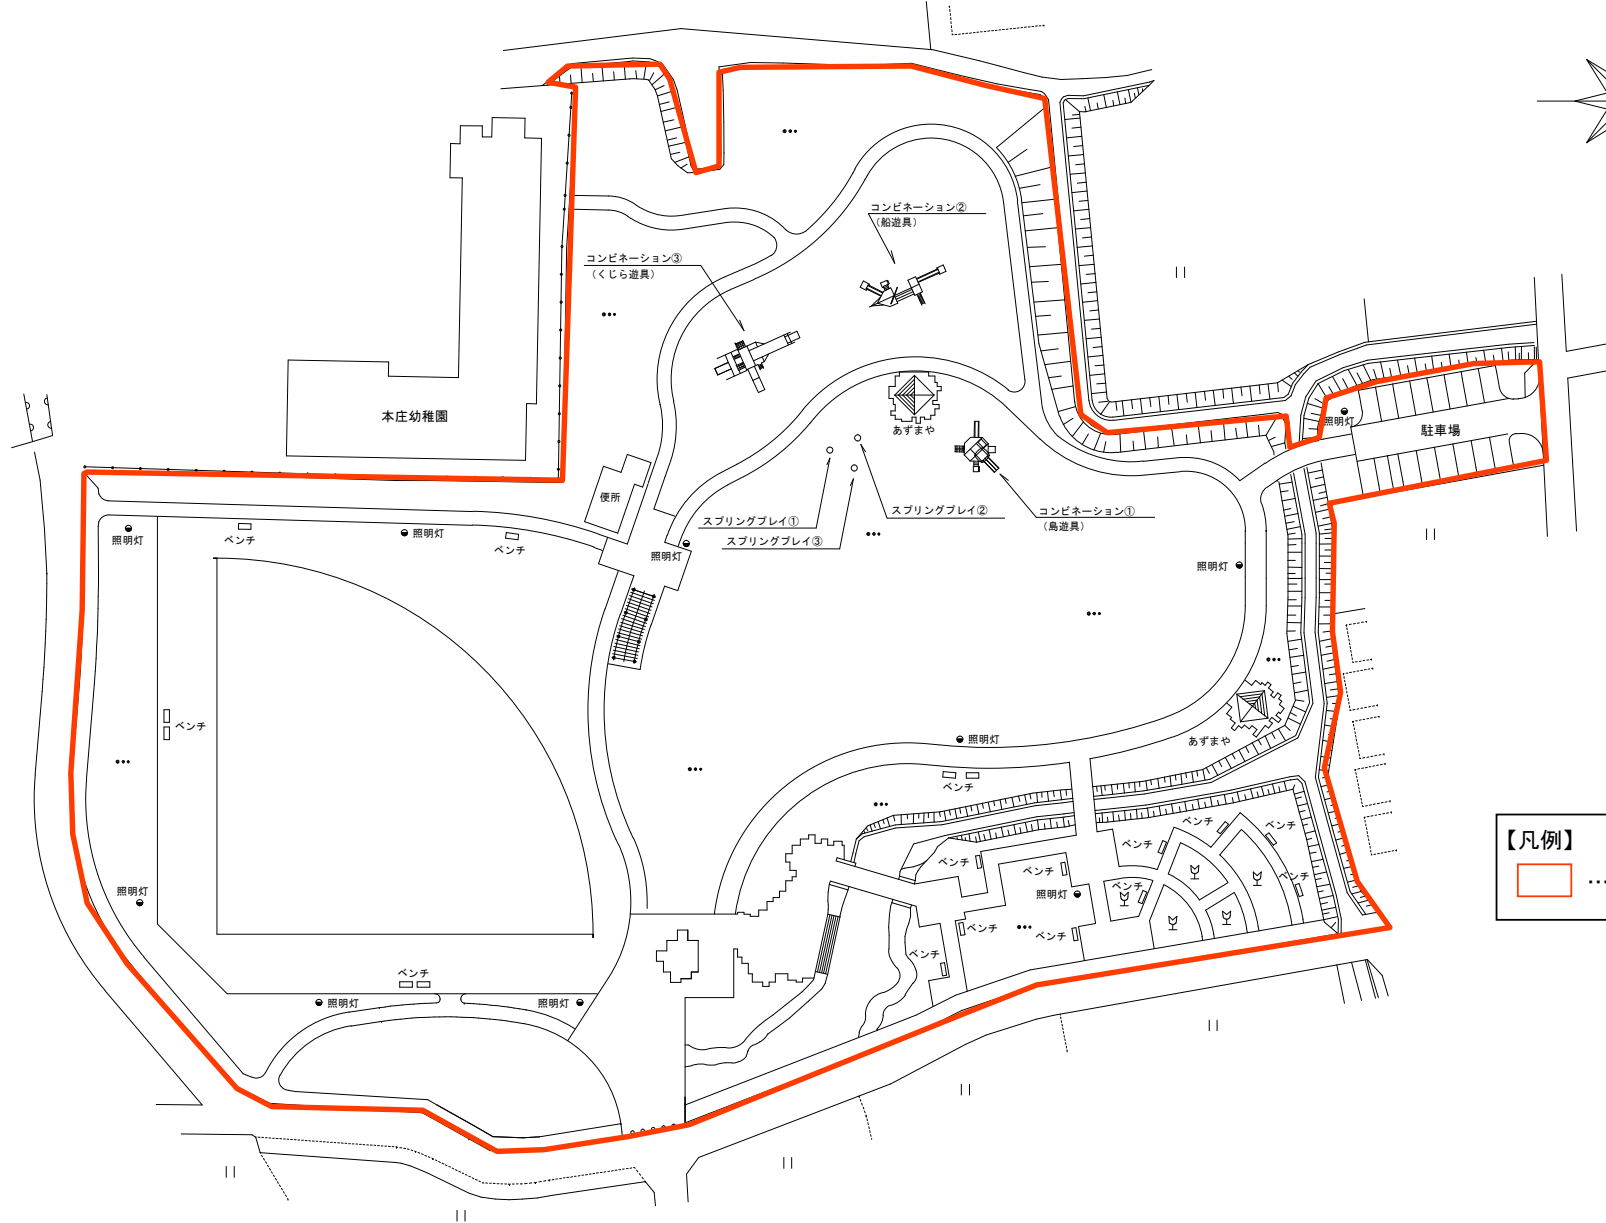 コンビネーション②
（船遊具）
コンビネーション③
（くじら遊具）
本庄幼稚園
あずまや
照明灯
駐車場
便所
スプリングプレイ①
スプリングプレイ②
スプリングプレイ③
コンビネーション①
（島遊具）
照明灯
ベンチ
照明灯
ベンチ
照明灯
照明灯
ベンチ
照明灯
あずまや
ベンチ
ベンチ
ベンチ
ベンチ
ベンチ
ベンチ
ベンチ
ベンチ
照明灯
照明灯
ベンチ
ベンチ
ベンチ
ベンチ
照明灯
照明灯
【凡例】
…